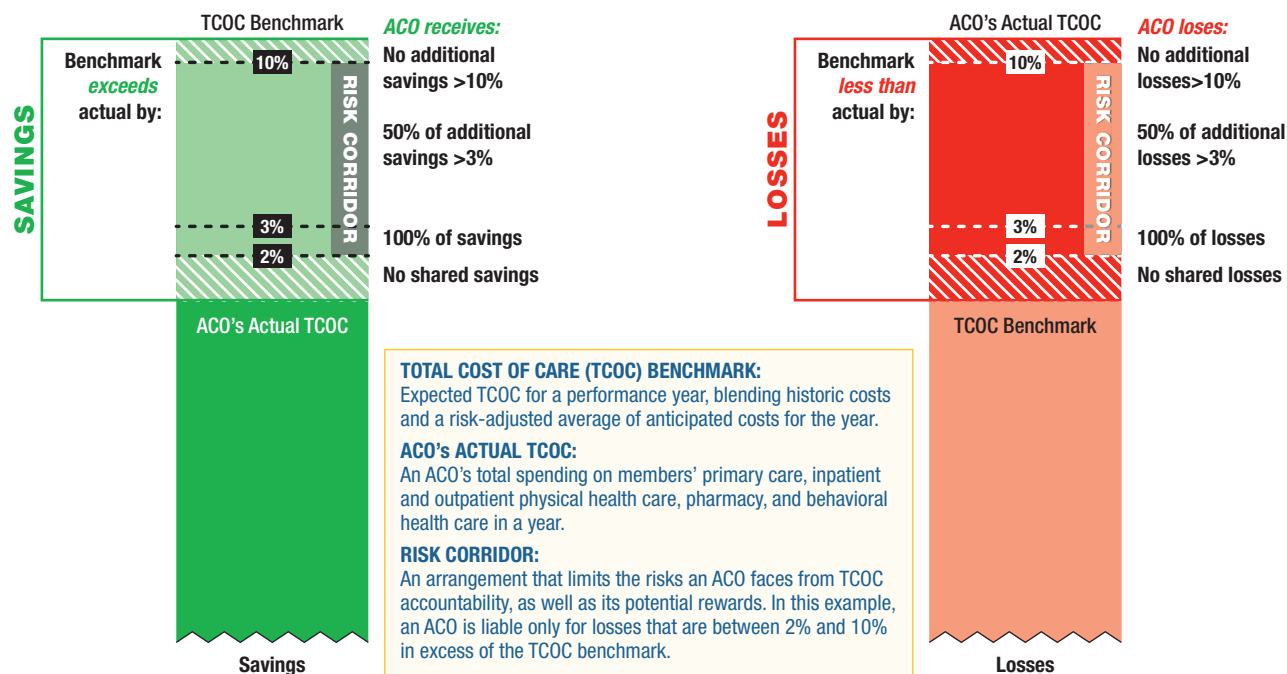 TCOC Benchmark
ACO receives:
SAVINGS
Benchmark
exceeds
actual by:
10%
3%
2%
RISK CORRIDOR
No additional
savings >10%
50% of additional
savings >3%
100% of savings
No shared savings
ACO's Actual TCOC
Savings
ACO's Actual TCOC
ACO loses:
LOSSES
Benchmark
less than
actual by:
10%
3%
2%
RISK CORRIDOR
No additional
losses>10%
50% of additional
losses >3%
100% of losses
No shared losses
TCOC Benchmark
Losses
TOTAL COST OF CARE (TCOC) BENCHMARK:
Expected TCOC for a performance year, blending historic costs
and a risk-adjusted average of anticipated costs for the year.
ACO's ACTUAL TCOC:
An ACO's total spending on members' primary care, inpatient
and outpatient physical health care, pharmacy, and behavioral
health care in a year.
RISK CORRIDOR:
An arrangement that limits the risks an ACO faces from TCOC
accountability, as well as its potential rewards. In this example,
an ACO is liable only for losses that are between 2% and 10%
in excess of the TCOC benchmark.